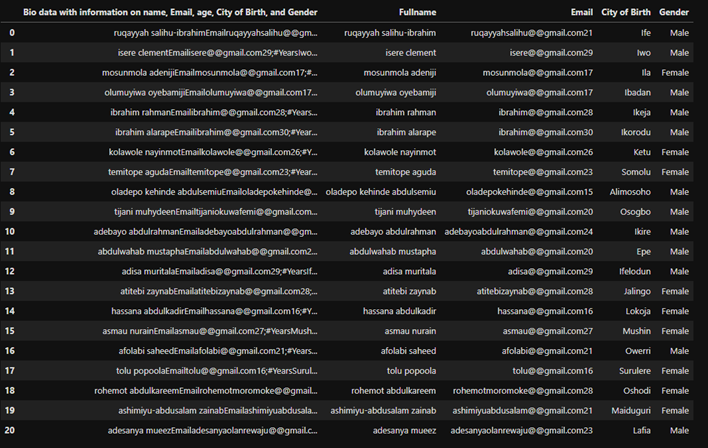 Bio data with information on name, Email, age, City of Birth, and Gender Fullname Email City of Birth Gender
0 ruqayyah salihu-ibrahimEmailruqayyahsalihu@@gm... ruqayyah salihu-ibrahim ruqayyahsalihu@@gmail.com21 Ife Male
1 isere clementEmailisere@@gmail.com29;#YearsIwo... isere clement isere@@gmail.com29 Iwo Male
2 mosunmola adenijiEmailmosunmola@@gmail.com17;#... mosunmola adeniji mosunmola@@gmail.com17 Ila Female
3 olumuyiwa oyebamijiEmailolumuyiwa@@gmail.com17... olumuyiwa oyebamiji olumuyiwa@@gmail.com17 Ibadan Male
4 ibrahim rahmanEmailibrahim@@gmail.com28;#Years... ibrahim rahman ibrahim@@gmail.com28 Ikeja Male
5 ibrahim alarapeEmailibrahim@@gmail.com30;#Years... ibrahim alarape ibrahim@@gmail.com30 Ikorodu Male
6 kolawole nayinmotEmailkolawole@@gmail.com26;#Y... kolawole nayinmot kolawole@@gmail.com26 Ketu Female
7 temitope agudaEmailtemitope@@gmail.com23;#Year... temitope aguda temitope@@gmail.com23 Somolu Female
8 oladepo kehinde abdulsemiuEmailoladepokehinde@... oladepo kehinde abdulsemiu oladepokehinde@@gmail.com15 Alimosoho Male
9 tijani muhydeenEmailtijaniokuwafemi@@gmail.com... tijani muhydeen tijaniokuwafemi@@gmail.com20 Osogbo Male
10 adebayo abdulrahmanEmailadebayoabdulrahman@@gm... adebayo abdulrahman adebayoabdulrahman@@gmail.com24 Ikire Male
11 abdulwahab mustaphaEmailabdulwahab@@gmail.com2... abdulwahab mustapha abdulwahab@@gmail.com20 Epe Male
12 adisa muritalaEmailadisa@@gmail.com29;#YearsIf... adisa muritala adisa@@gmail.com29 Ifelodun Male
13 atitebi zaynabEmailatitebizaynab@@gmail.com28;... atitebi zaynab atitebizaynab@@gmail.com28 Jalingo Female
14 hassana abdulkadirEmailhassana@@gmail.com16;#Y... hassana abdulkadir hassana@@gmail.com16 Lokoja Female
15 asmau nurainEmailasmau@@gmail.com27;#YearsMush... asmau nurain asmau@@gmail.com27 Mushin Female
16 afolabi saheedEmailafolabi@@gmail.com21;#Years... afolabi saheed afolabi@@gmail.com21 Owerri Male
17 tolu popoolaEmailtolu@@gmail.com16;#YearsSurul... tolu popoola tolu@@gmail.com16 Surulere Female
18 rohemot abdulkareemEmailrohemotmoromoke@@gmail... rohemot abdulkareem rohemotmoromoke@@gmail.com28 Oshodi Female
19 ashimiyu-abdusalam zainabEmailashimiyuabdusala... ashimiyu-abdusalam zainab ashimiyuabdusalam@@gmail.com21 Maiduguri Female
20 adesanya mueezEmailadesanyaolanrewaju@@gmail.c... adesanya mueez adesanyaolanrewaju@@gmail.com23 Lafia Male